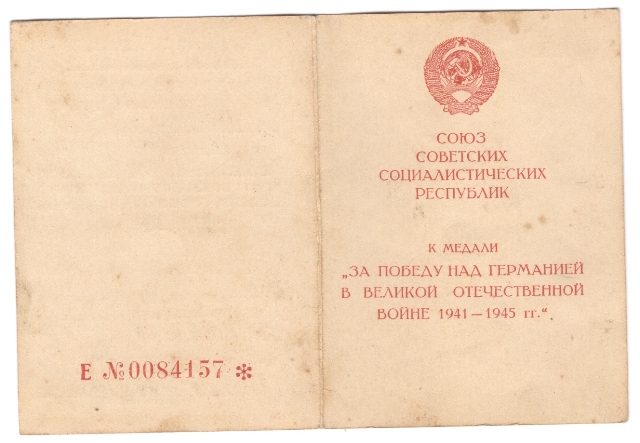 Е №0084157 *
СОЮЗ
СОВЕТСКИХ
СОЦИАЛИСТИЧЕСКИХ
РЕСПУБЛИК
К МЕДАЛИ
„ЗА ПОБЕДУ НАД ГЕРМАНИЕЙ
В ВЕЛИКОЙ ОТЕЧЕСТВЕННОЙ
ВОЙНЕ 1941—1945 гг.“